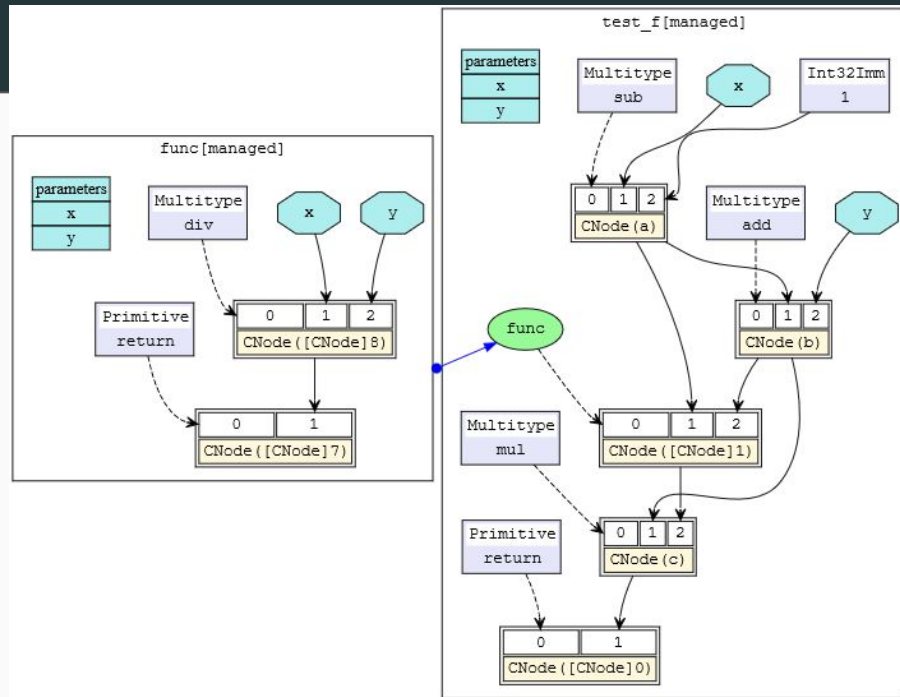 func[managed]
parameters
x
y
Multitype
div
x
y
Primitive
return
0 1 2
CNode([CNode]8)
0 1
CNode([CNode]7)
test_f[managed]
parameters
x
y
Multitype
sub
x
Int32Imm
1
0 1 2
CNode(a)
Multitype
add
y
0 1 2
CNode(b)
func
0 1 2
CNode([CNode]1)
Multitype
mul
0 1 2
CNode(c)
Primitive
return
0 1
CNode([CNode]0)